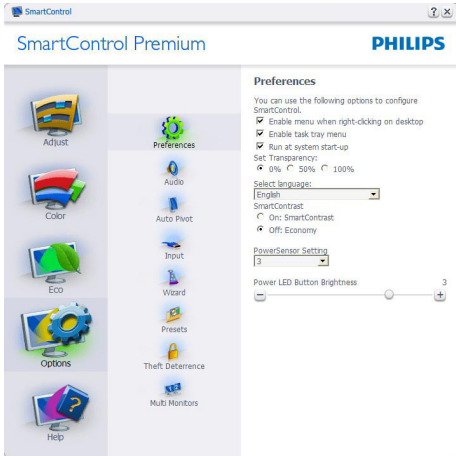 SmartControl
SmartControl Premium
PHILIPS
Adjust
Color
Eco
Options
Help
Preferences
Audio
Auto Pivot
Input
Wizard
Presets
Theft Deterrence
Multi Monitors
Preferences
You can use the following options to configure
SmartControl.
Enable menu when right-clicking on desktop
Enable task tray menu
Run at system start-up
Set Transparency:
0% 50% 100%
Select language:
English
SmartContrast
On: SmartContrast
Off: Economy
PowerSensor Setting
3
Power LED Button Brightness 3